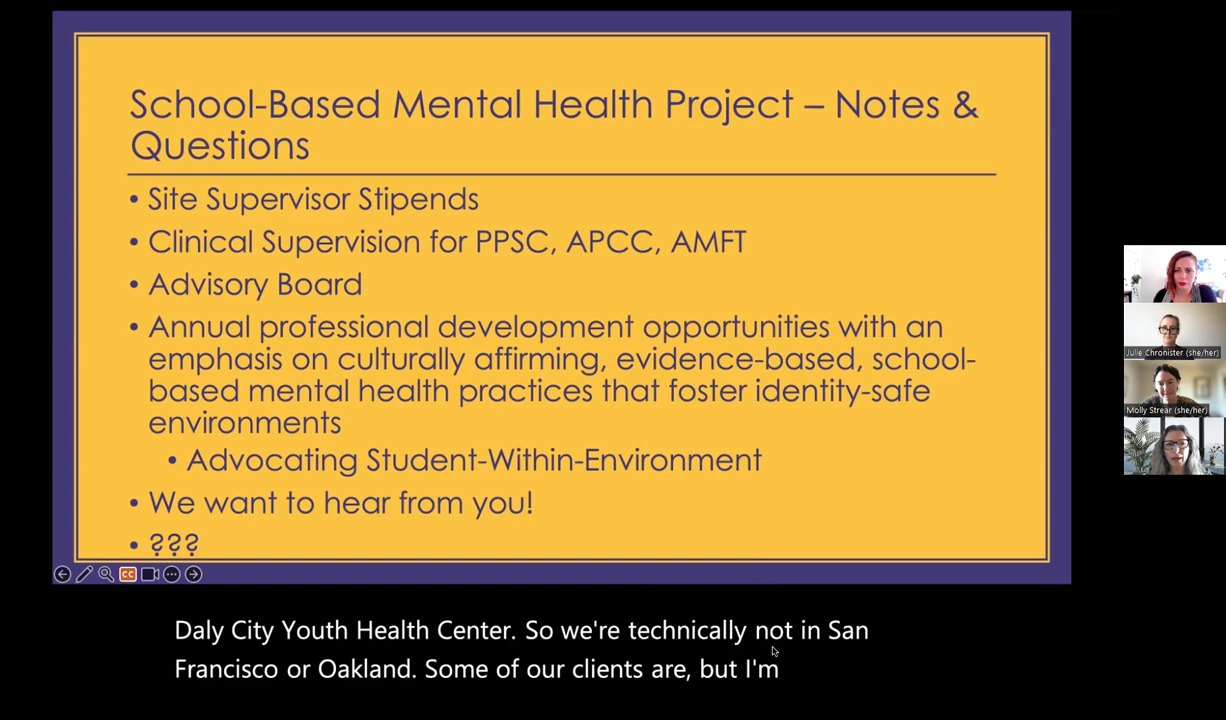 School-Based Mental Health Project – Notes &
Questions
• Site Supervisor Stipends
• Clinical Supervision for PPSC, APCC, AMFT
• Advisory Board
• Annual professional development opportunities with an
emphasis on culturally affirming, evidence-based, school-
based mental health practices that foster identity-safe
environments
• Advocating Student-Within-Environment
• We want to hear from you!
• ???
CC
Julie Chronister (she/her)
Molly Strear (she/her)
Daly City Youth Health Center. So we're technically not in San
Francisco or Oakland. Some of our clients are, but I'm